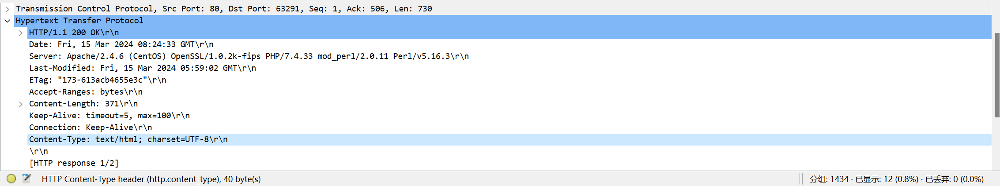 Transmission Control Protocol, Src Port: 80, Dst Port: 63291, Seq: 1, Ack: 506, Len: 730
Hypertext Transfer Protocol
HTTP/1.1 200 OK\r\n
Date: Fri, 15 Mar 2024 08:24:33 GMT\r\n
Server: Apache/2.4.6 (CentOS) OpenSSL/1.0.2k-fips PHP/7.4.33 mod_perl/2.0.11 Perl/v5.16.3\r\n
Last-Modified: Fri, 15 Mar 2024 05:59:02 GMT\r\n
ETag: "173-613acb4655e3c"\r\n
Accept-Ranges: bytes\r\n
Content-Length: 371\r\n
Keep-Alive: timeout=5, max=100\r\n
Connection: Keep-Alive\r\n
Content-Type: text/html; charset=UTF-8\r\n
\r\n
[HTTP response 1/2]
HTTP Content-Type header (http.content_type), 40 byte(s)
分组: 1434 · 已显示: 12 (0.8%) · 已丢弃: 0 (0.0%)